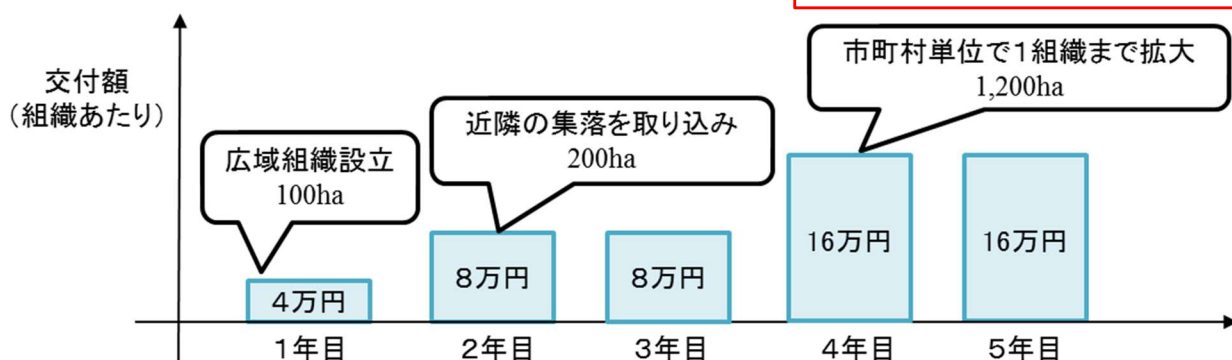 市町村単位で1組織まで拡大
1,200ha
交付額
（組織あたり）
近隣の集落を取り込み
200ha
広域組織設立
100ha
4万円
8万円
8万円
16万円
16万円
1年目
2年目
3年目
4年目
5年目